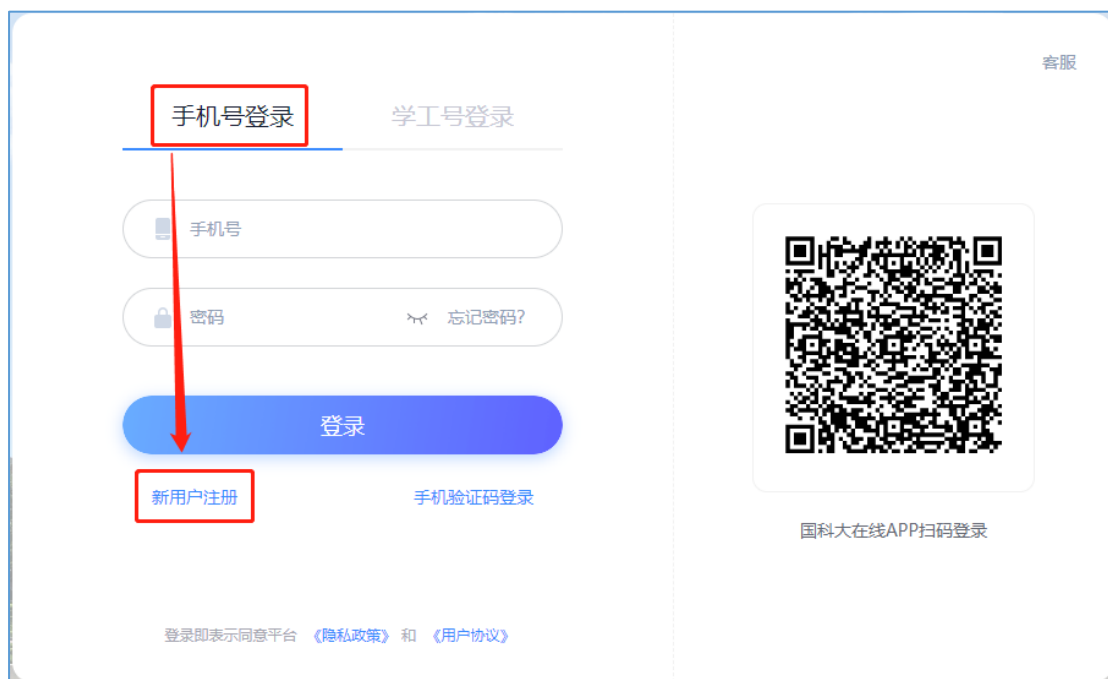 客服
手机号登录
学工号登录
手机号
密码
忘记密码?
登录
新用户注册
手机验证码登录
国科大在线APP扫码登录
登录即表示同意平台 《隐私政策》 和 《用户协议》